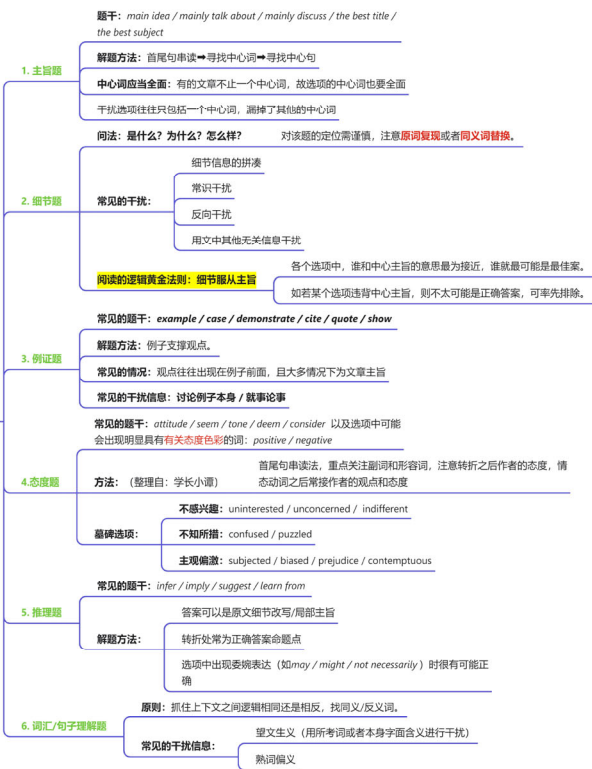 题干：main idea / mainly talk about / mainly discuss / the best title /
the best subject
1. 主旨题
解题方法：首尾句串读➡寻找中心词➡寻找中心句
中心词应当全面：有的文章不止一个中心词，故选项的中心词也要全面
干扰选项往往只包括一个中心词，漏掉了其他的中心词
问法：是什么？为什么？怎么样？
对该题的定位需谨慎，注意原词复现或者同义词替换。
2. 细节题
常见的干扰：
细节信息的拼凑
常识干扰
反向干扰
用文中其他无关信息干扰
阅读的逻辑黄金法则：细节服从主旨
各个选项中，谁和中心主旨的意思最为接近，谁就最可能是最佳案。
如若某个选项违背中心主旨，则不太可能是正确答案，可率先排除。
3. 例证题
常见的题干：example / case / demonstrate / cite / quote / show
解题方法：例子支撑观点。
常见的情况：观点往往出现在例子前面，且大多情况下为文章主旨
常见的干扰信息：讨论例子本身 / 就事论事
4.态度题
常见的题干：attitude / seem / tone / deem / consider 以及选项中可能
会出现明显具有有关态度色彩的词：positive / negative
方法：（整理自：学长小谭）
首尾句串读法，重点关注副词和形容词，注意转折之后作者的态度，情
态动词之后常接作者的观点和态度
墓碑选项：
不感兴趣：uninterested / unconcerned / indifferent
不知所措：confused / puzzled
主观偏激：subjected / biased / prejudice / contemptuous
5. 推理题
常见的题干：infer / imply / suggest / learn from
解题方法：
答案可以是原文细节改写/局部主旨
转折处常为正确答案命题点
选项中出现委婉表达（如may / might / not necessarily ）时很有可能正
确
6. 词汇/句子理解题
原则：抓住上下文之间逻辑相同还是相反，找同义/反义词。
常见的干扰信息：
望文生义（用所考词或者本身字面含义进行干扰）
熟词偏义